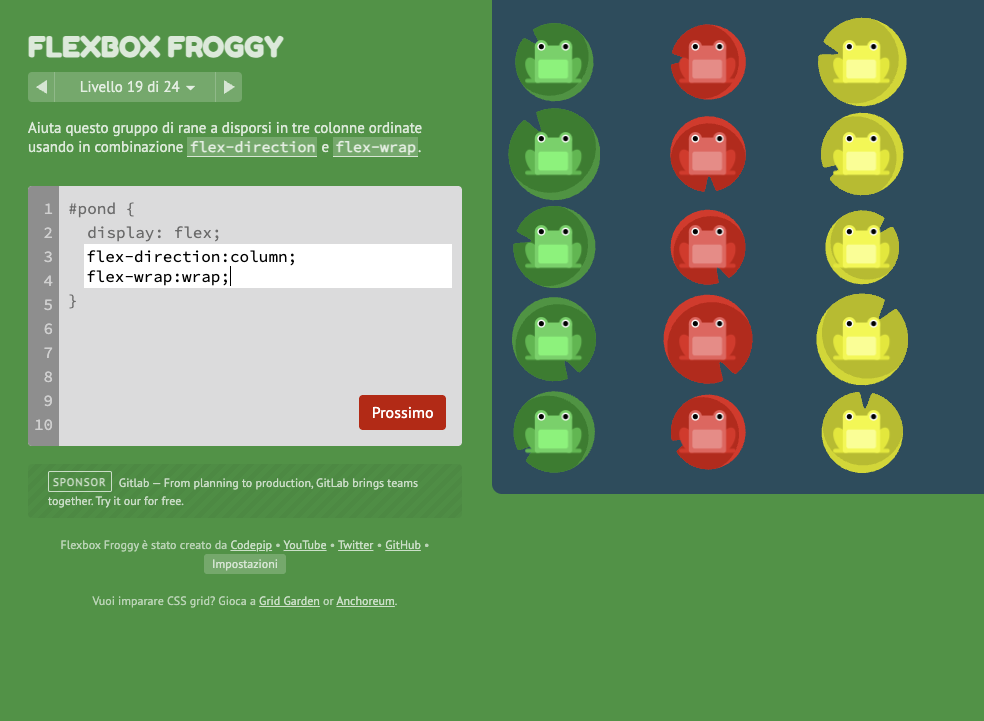 FLEXBOX FROGGY
Livello 19 di 24
Aiuta questo gruppo di rane a disporsi in tre colonne ordinate
usando in combinazione flex-direction e flex-wrap.
1 #pond {
2 display: flex;
3 flex-direction:column;
4 flex-wrap:wrap;
5 }
6
7
8
9
10
Prossimo
SPONSOR Gitlab — From planning to production, GitLab brings teams
together. Try it our for free.
Flexbox Froggy è stato creato da Codepip • YouTube • Twitter • GitHub •
Impostazioni
Vuoi imparare CSS grid? Gioca a Grid Garden or Anchoreum.